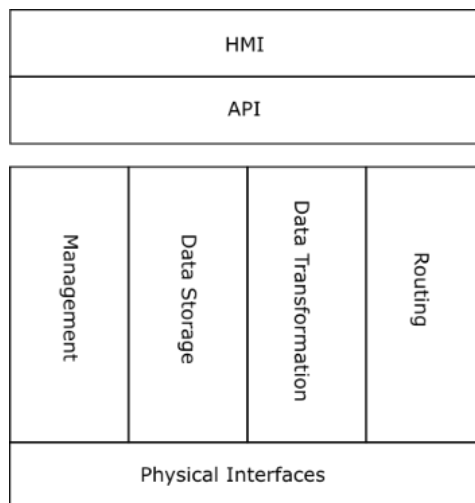 HMI
API
Management
Data Storage
Data Transformation
Routing
Physical Interfaces